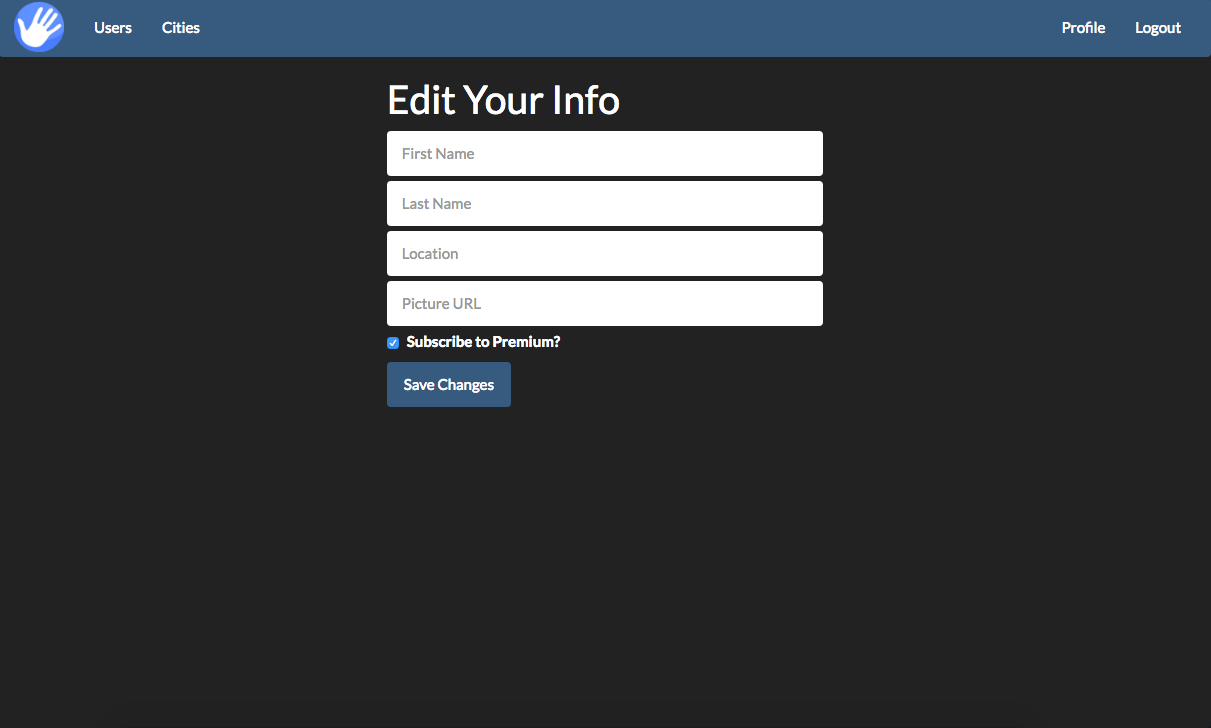 Users Cities Profile Logout
Edit Your Info
First Name
Last Name
Location
Picture URL
Subscribe to Premium?
Save Changes